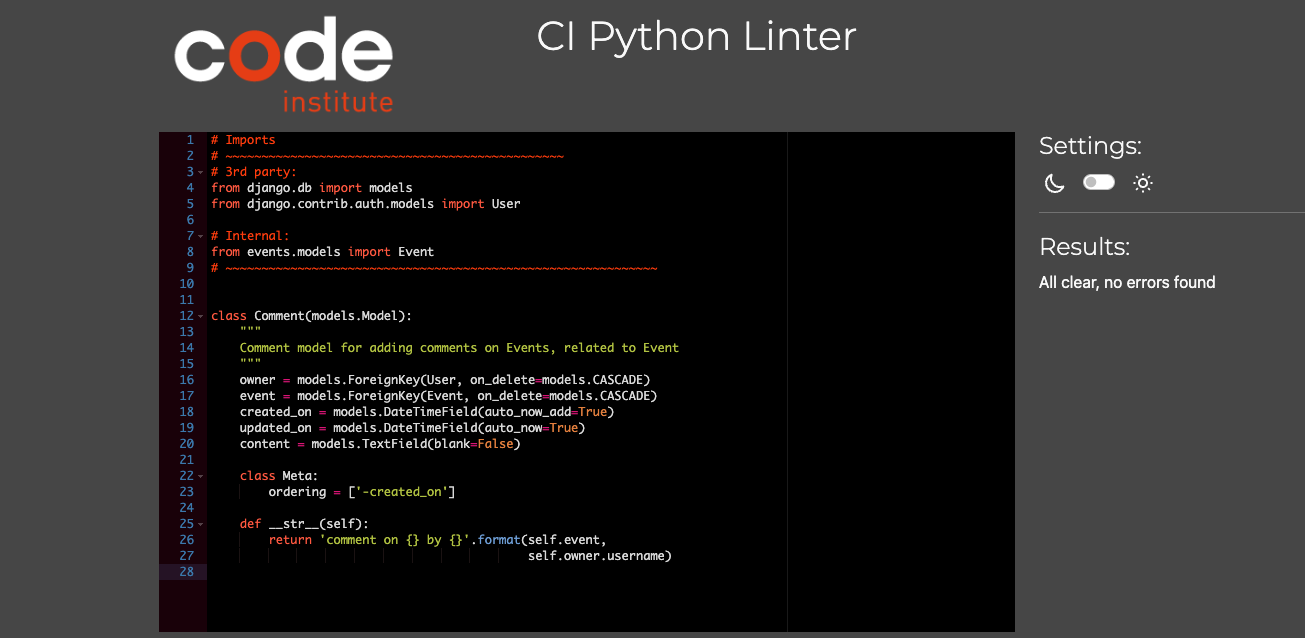 code
institute
CI Python Linter
1 # Imports
2 # ~~~~~~~~~~~~~~~~~~~~~~~~~~~~~~~~~~~~~~~~~~~~~~~
3 # 3rd party:
4 from django.db import models
5 from django.contrib.auth.models import User
6
7 # Internal:
8 from events.models import Event
9 # ~~~~~~~~~~~~~~~~~~~~~~~~~~~~~~~~~~~~~~~~~~~~~~~~~~~~~~~~~~~~
10
11
12 class Comment(models.Model):
13     """
14     Comment model for adding comments on Events, related to Event
15     """
16     owner = models.ForeignKey(User, on_delete=models.CASCADE)
17     event = models.ForeignKey(Event, on_delete=models.CASCADE)
18     created_on = models.DateTimeField(auto_now_add=True)
19     updated_on = models.DateTimeField(auto_now=True)
20     content = models.TextField(blank=False)
21
22     class Meta:
23         ordering = ['-created_on']
24
25     def __str__(self):
26         return 'comment on {} by {}'.format(self.event,
27                                             self.owner.username)
28
Settings:
Results:
All clear, no errors found